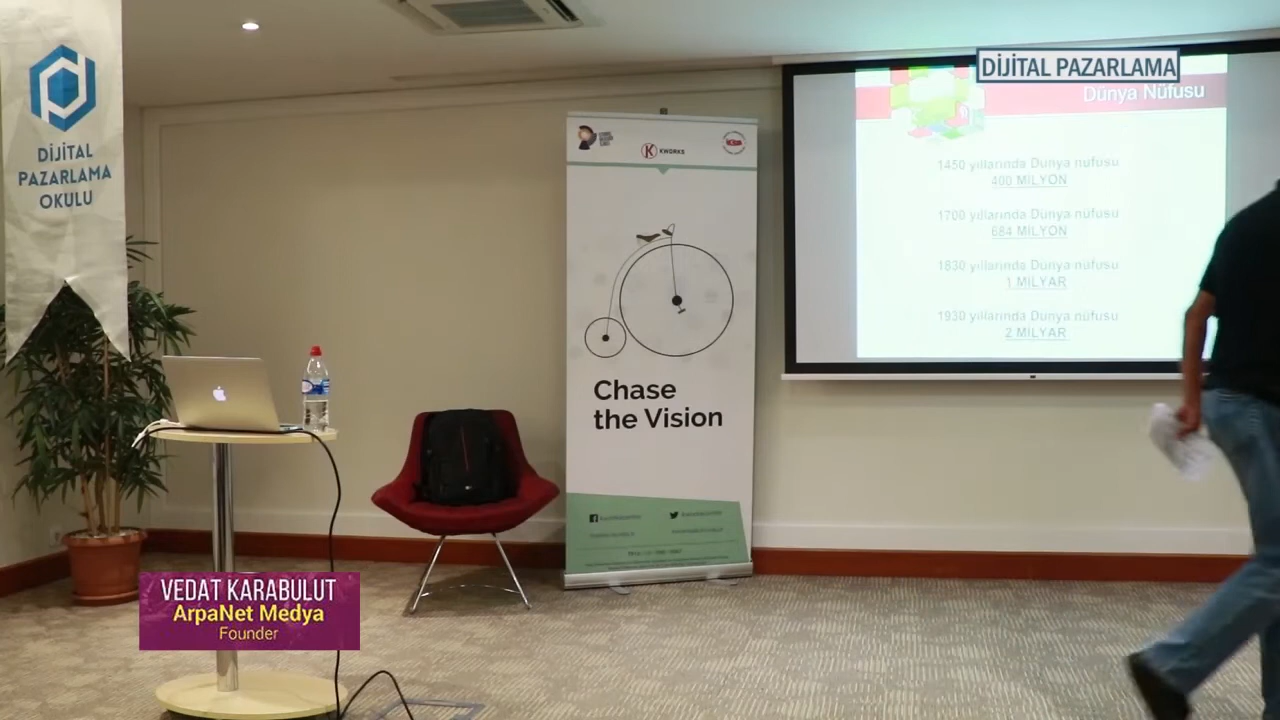 DİJİTAL
PAZARLAMA
OKULU
KWORKS
Chase
the Vision
DİJİTAL PAZARLAMA
Dünya Nüfusu
1450 yıllarında Dünya nüfusu
400 MİLYON
1700 yıllarında Dünya nüfusu
684 MİLYON
1830 yıllarında Dünya nüfusu
1 MİLYAR
1930 yıllarında Dünya nüfusu
2 MİLYAR
VEDAT KARABULUT
ArpaNet Medya
Founder